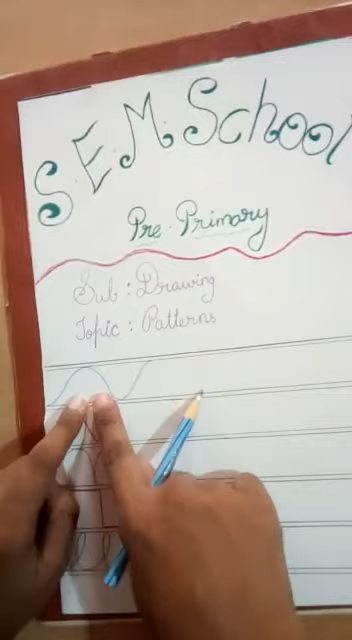 S.E.M. School
Pre-Primary
Sub : Drawing
Topic : Patterns